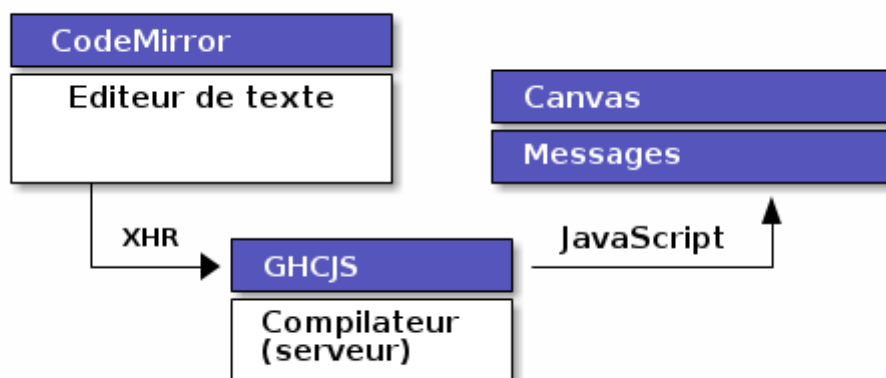 CodeMirror
Editeur de texte
Canvas
Messages
XHR
JavaScript
GHCJS
Compilateur
(serveur)